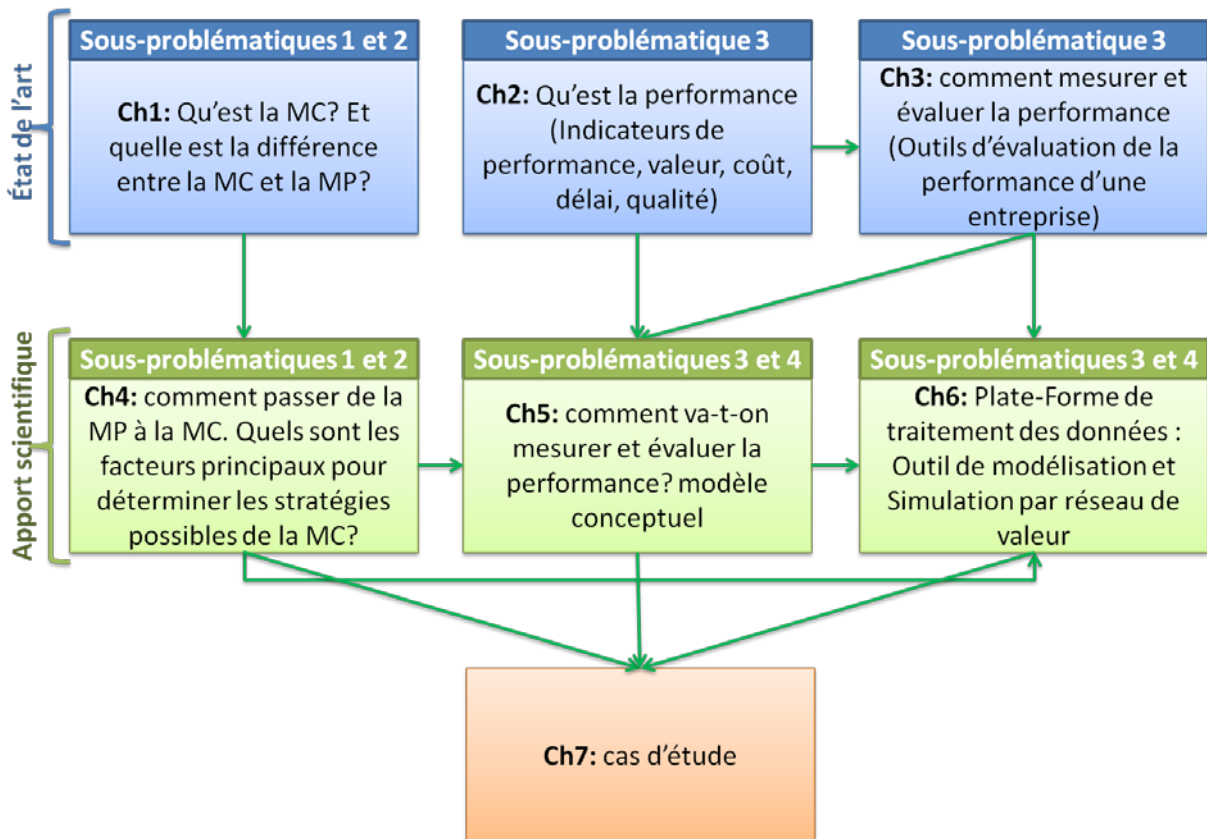 État de l’art
Sous-problématiques 1 et 2
Ch1: Qu’est la MC? Et
quelle est la différence
entre la MC et la MP?
Sous-problématique 3
Ch2: Qu’est la performance
(Indicateurs de
performance, valeur, coût,
délai, qualité)
Sous-problématique 3
Ch3: comment mesurer et
évaluer la performance
(Outils d’évaluation de la
performance d’une
entreprise)
Apport scientifique
Sous-problématiques 1 et 2
Ch4: comment passer de la
MP à la MC. Quels sont les
facteurs principaux pour
déterminer les stratégies
possibles de la MC?
Sous-problématiques 3 et 4
Ch5: comment va-t-on
mesurer et évaluer la
performance? modèle
conceptuel
Sous-problématiques 3 et 4
Ch6: Plate-Forme de
traitement des données :
Outil de modélisation et
Simulation par réseau de
valeur
Ch7: cas d’étude